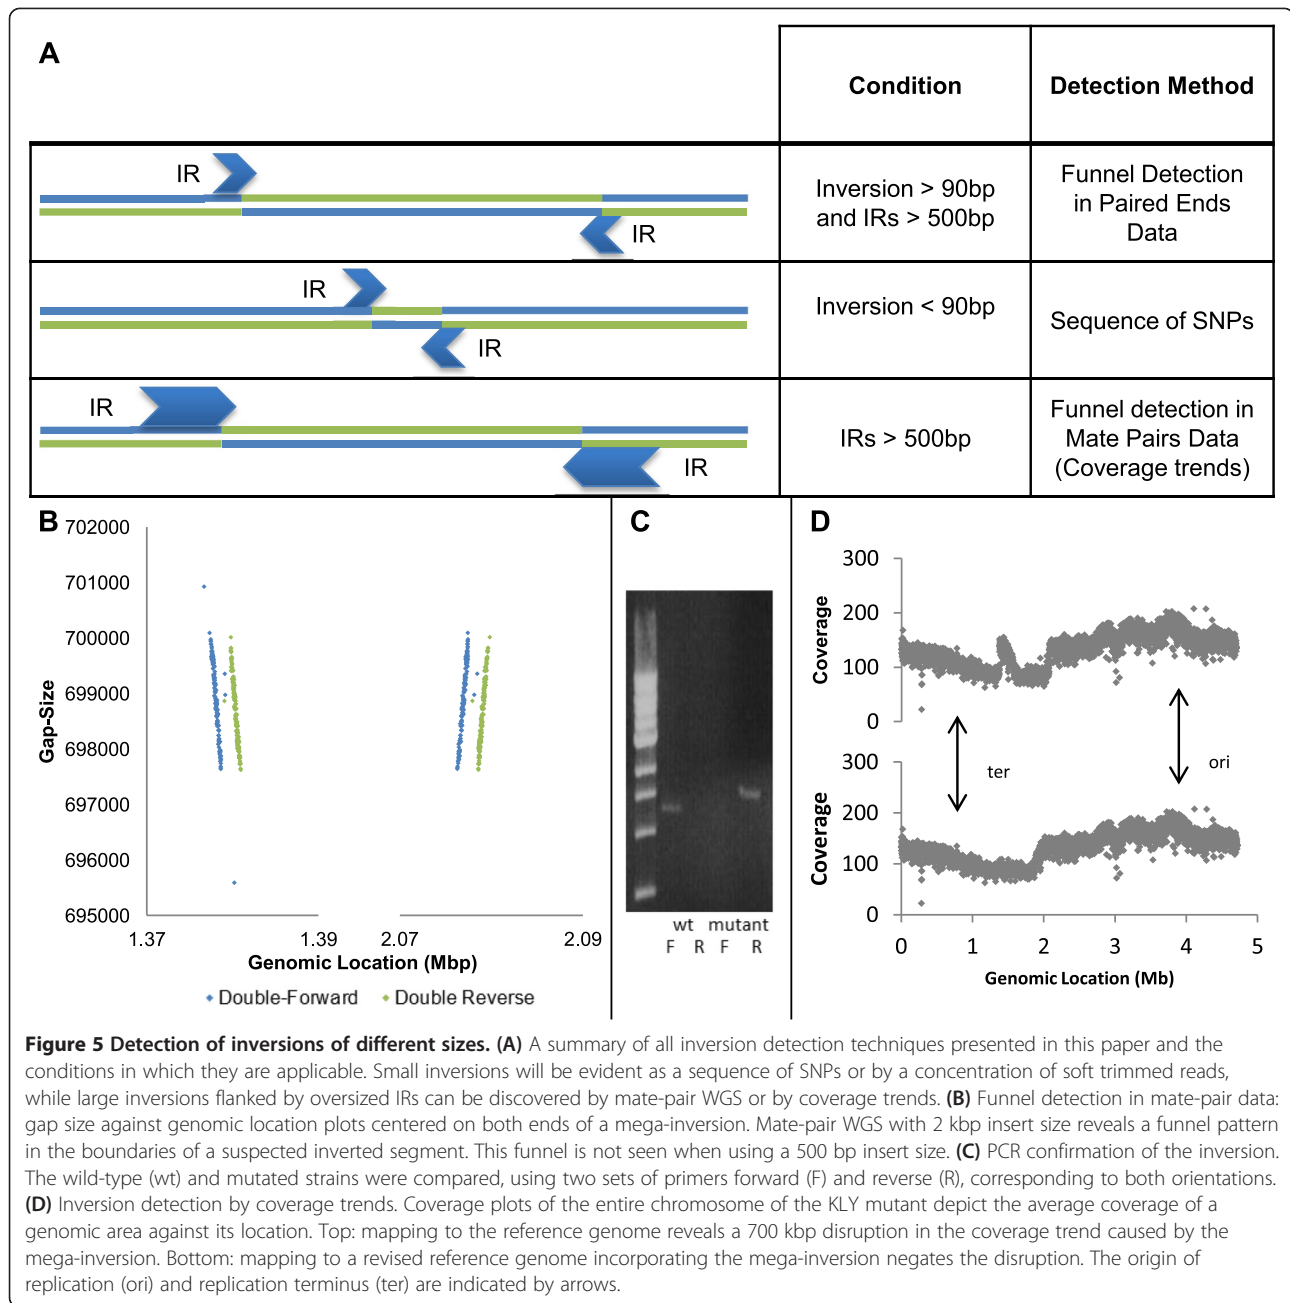 A
Condition
Detection Method
IR
IR
Inversion > 90bp
and IRs > 500bp
Funnel Detection
in Paired Ends
Data
IR
IR
Inversion < 90bp
Sequence of SNPs
IR
IR
IRs > 500bp
Funnel detection in
Mate Pairs Data
(Coverage trends)
B
702000
701000
700000
699000
698000
697000
696000
695000
Gap-Size
1.37
1.39
2.07
2.09
Genomic Location (Mbp)
Double-Forward
Double Reverse
C
wt
mutant
F
R
F
R
D
300
200
100
0
Coverage
ter
ori
300
200
100
0
Coverage
0
1
2
3
4
5
Genomic Location (Mb)
Figure 5 Detection of inversions of different sizes. (A) A summary of all inversion detection techniques presented in this paper and the
conditions in which they are applicable. Small inversions will be evident as a sequence of SNPs or by a concentration of soft trimmed reads,
while large inversions flanked by oversized IRs can be discovered by mate-pair WGS or by coverage trends. (B) Funnel detection in mate-pair data:
gap size against genomic location plots centered on both ends of a mega-inversion. Mate-pair WGS with 2 kbp insert size reveals a funnel pattern
in the boundaries of a suspected inverted segment. This funnel is not seen when using a 500 bp insert size. (C) PCR confirmation of the inversion.
The wild-type (wt) and mutated strains were compared, using two sets of primers forward (F) and reverse (R), corresponding to both orientations.
(D) Inversion detection by coverage trends. Coverage plots of the entire chromosome of the KLY mutant depict the average coverage of a
genomic area against its location. Top: mapping to the reference genome reveals a 700 kbp disruption in the coverage trend caused by the
mega-inversion. Bottom: mapping to a revised reference genome incorporating the mega-inversion negates the disruption. The origin of
replication (ori) and replication terminus (ter) are indicated by arrows.